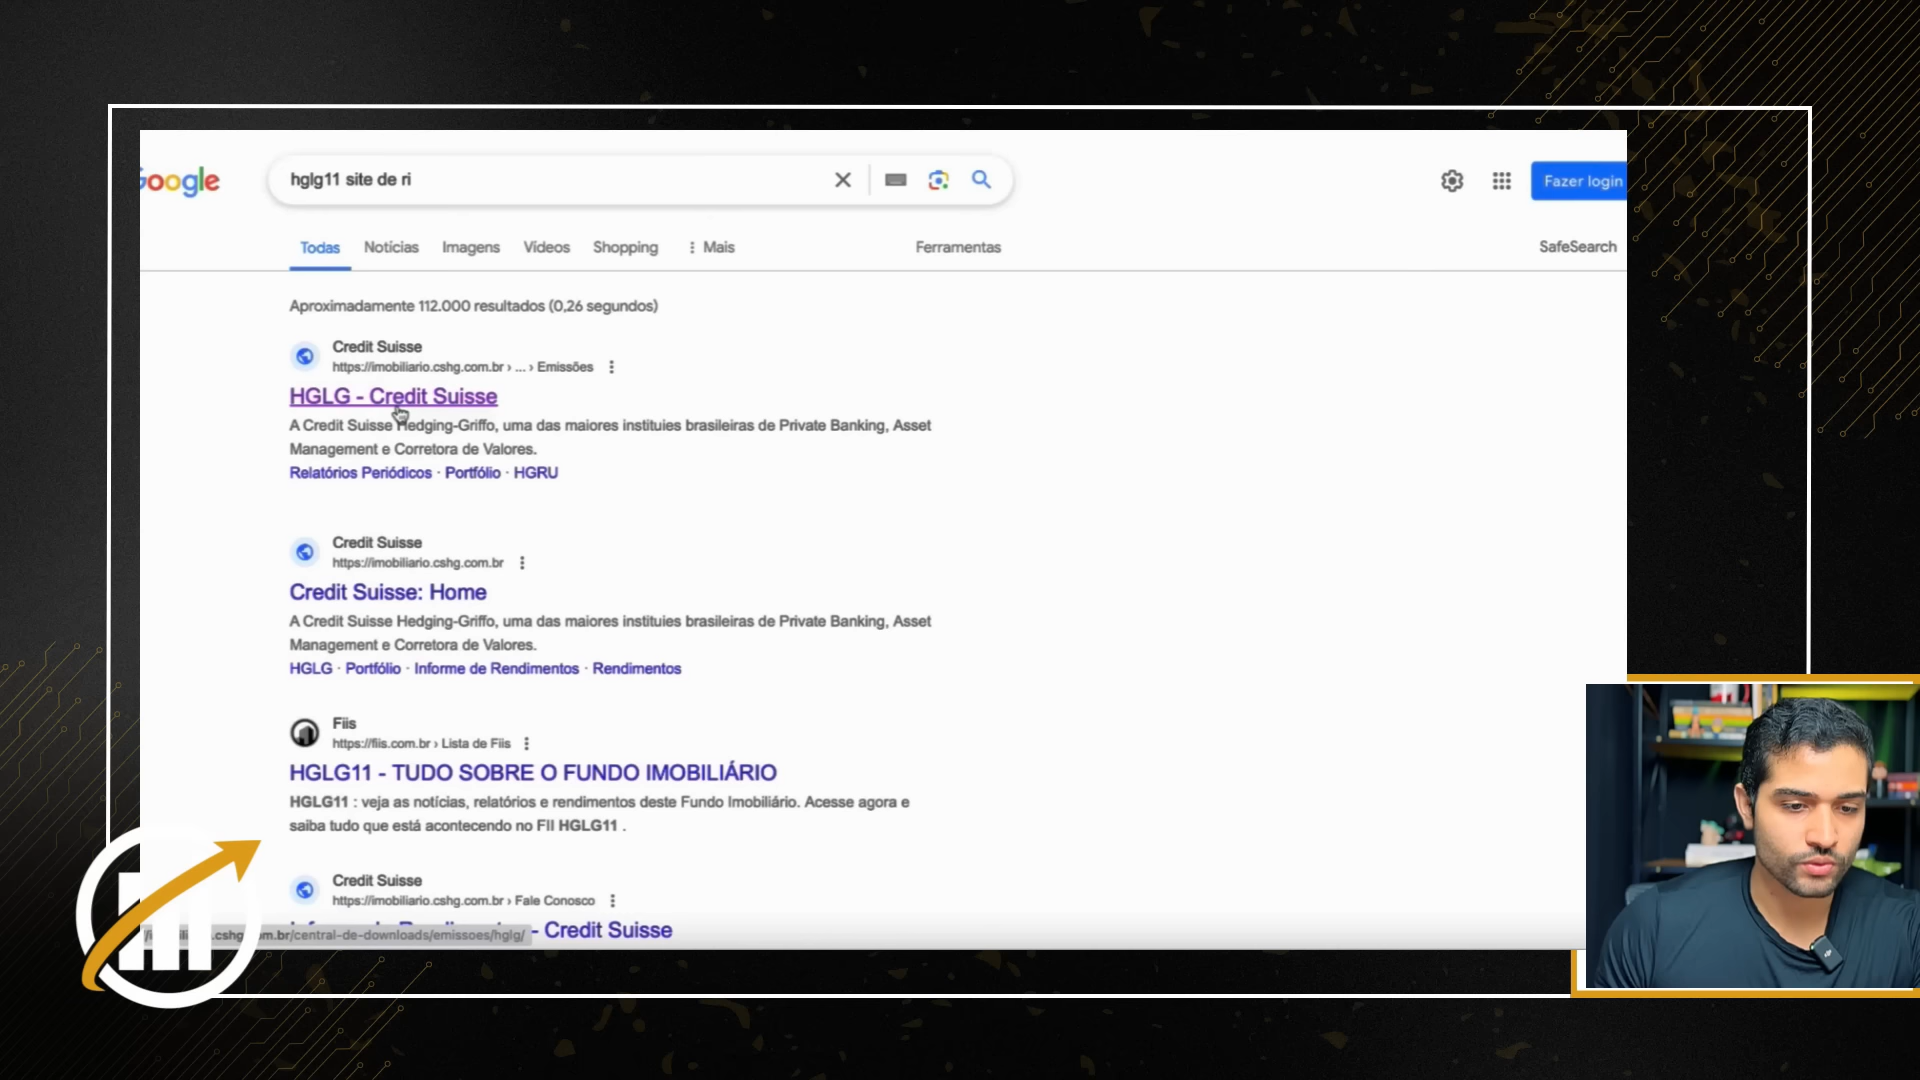 Google
hglg11 site de ri
Fazer login
Todas
Notícias
Imagens
Vídeos
Shopping
Mais
Ferramentas
SafeSearch
Aproximadamente 112.000 resultados (0,26 segundos)
Credit Suisse
https://imobiliario.cshg.com.br › ... › Emissões
HGLG - Credit Suisse
A Credit Suisse Hedging-Griffo, uma das maiores instituies brasileiras de Private Banking, Asset
Management e Corretora de Valores.
Relatórios Periódicos · Portfólio · HGRU
Credit Suisse
https://imobiliario.cshg.com.br
Credit Suisse: Home
A Credit Suisse Hedging-Griffo, uma das maiores instituies brasileiras de Private Banking, Asset
Management e Corretora de Valores.
HGLG · Portfólio · Informe de Rendimentos · Rendimentos
Fiis
https://fiis.com.br › Lista de Fiis
HGLG11 - TUDO SOBRE O FUNDO IMOBILIÁRIO
HGLG11 : veja as notícias, relatórios e rendimentos deste Fundo Imobiliário. Acesse agora e
saiba tudo que está acontecendo no FII HGLG11 .
Credit Suisse
https://imobiliario.cshg.com.br › Fale Conosco
- Credit Suisse
.cshg.com.br/central-de-downloads/emissoes/hglg/